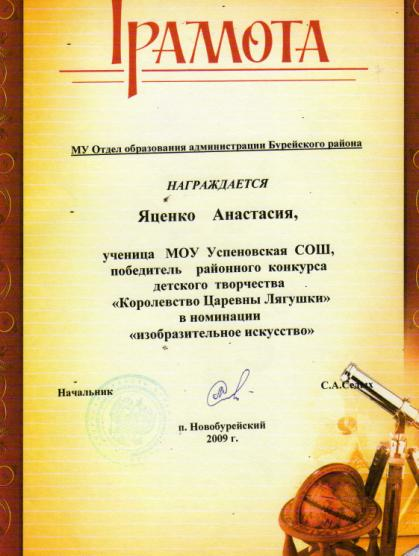 ГРАМОТА
МУ Отдел образования администрации Бурейского района
НАГРАЖДАЕТСЯ
Яценко Анастасия,
ученица МОУ Успеновская СОШ,
победитель районного конкурса
детского творчества
«Королевство Царевны Лягушки»
в номинации
«изобразительное искусство»
Начальник С.А.Седых
п. Новобурейский
2009 г.